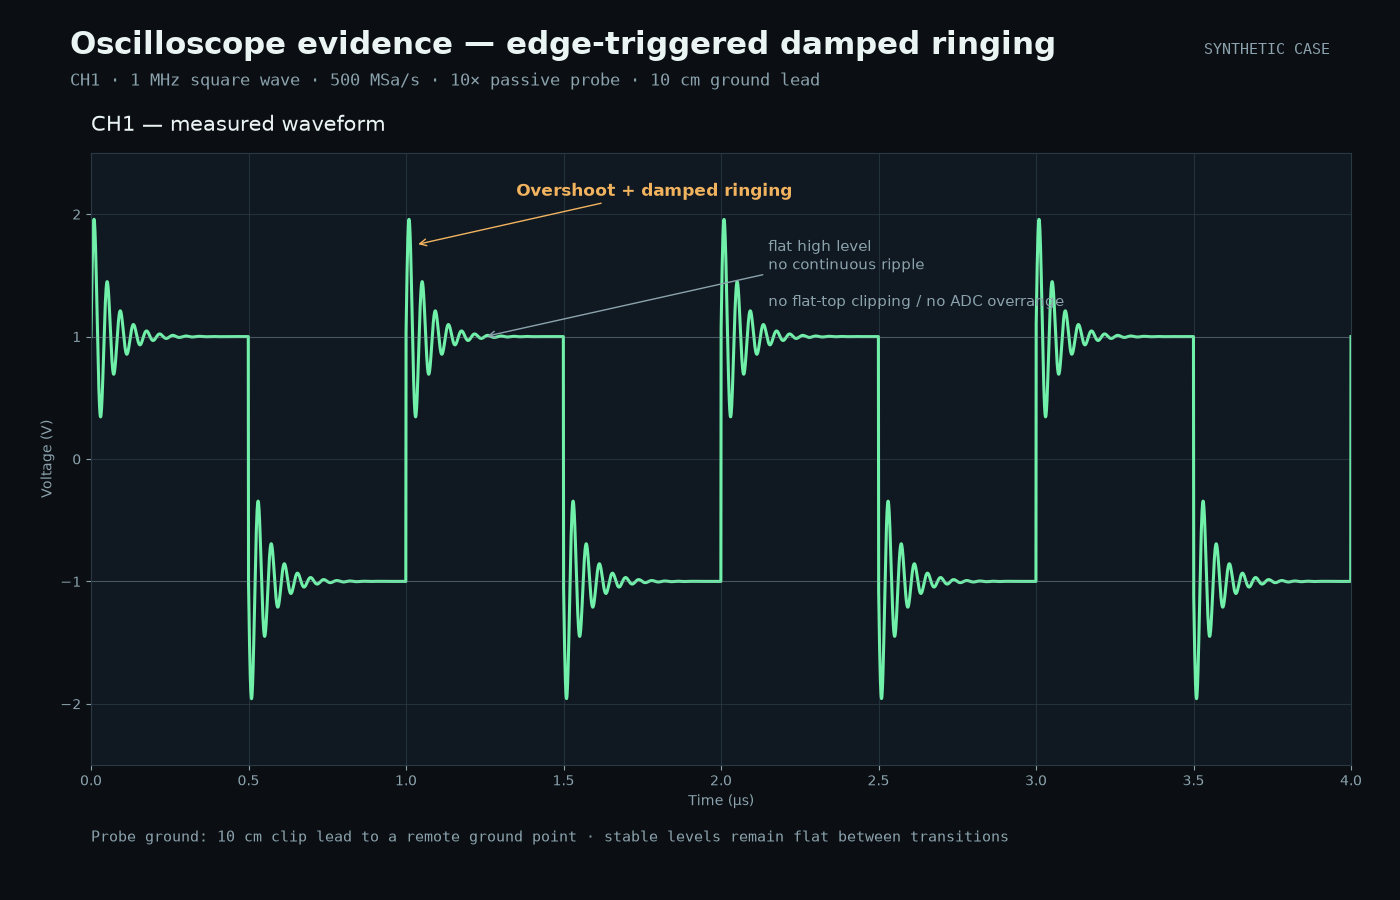 Oscilloscope evidence — edge-triggered damped ringing
SYNTHETIC CASE
CH1 · 1 MHz square wave · 500 MSa/s · 10× passive probe · 10 cm ground lead
CH1 — measured waveform
Overshoot + damped ringing
flat high level
no continuous ripple
no flat-top clipping / no ADC overrange
Voltage (V)
2
1
0
−1
−2
0.0 0.5 1.0 1.5 2.0 2.5 3.0 3.5 4.0
Time (µs)
Probe ground: 10 cm clip lead to a remote ground point · stable levels remain flat between transitions